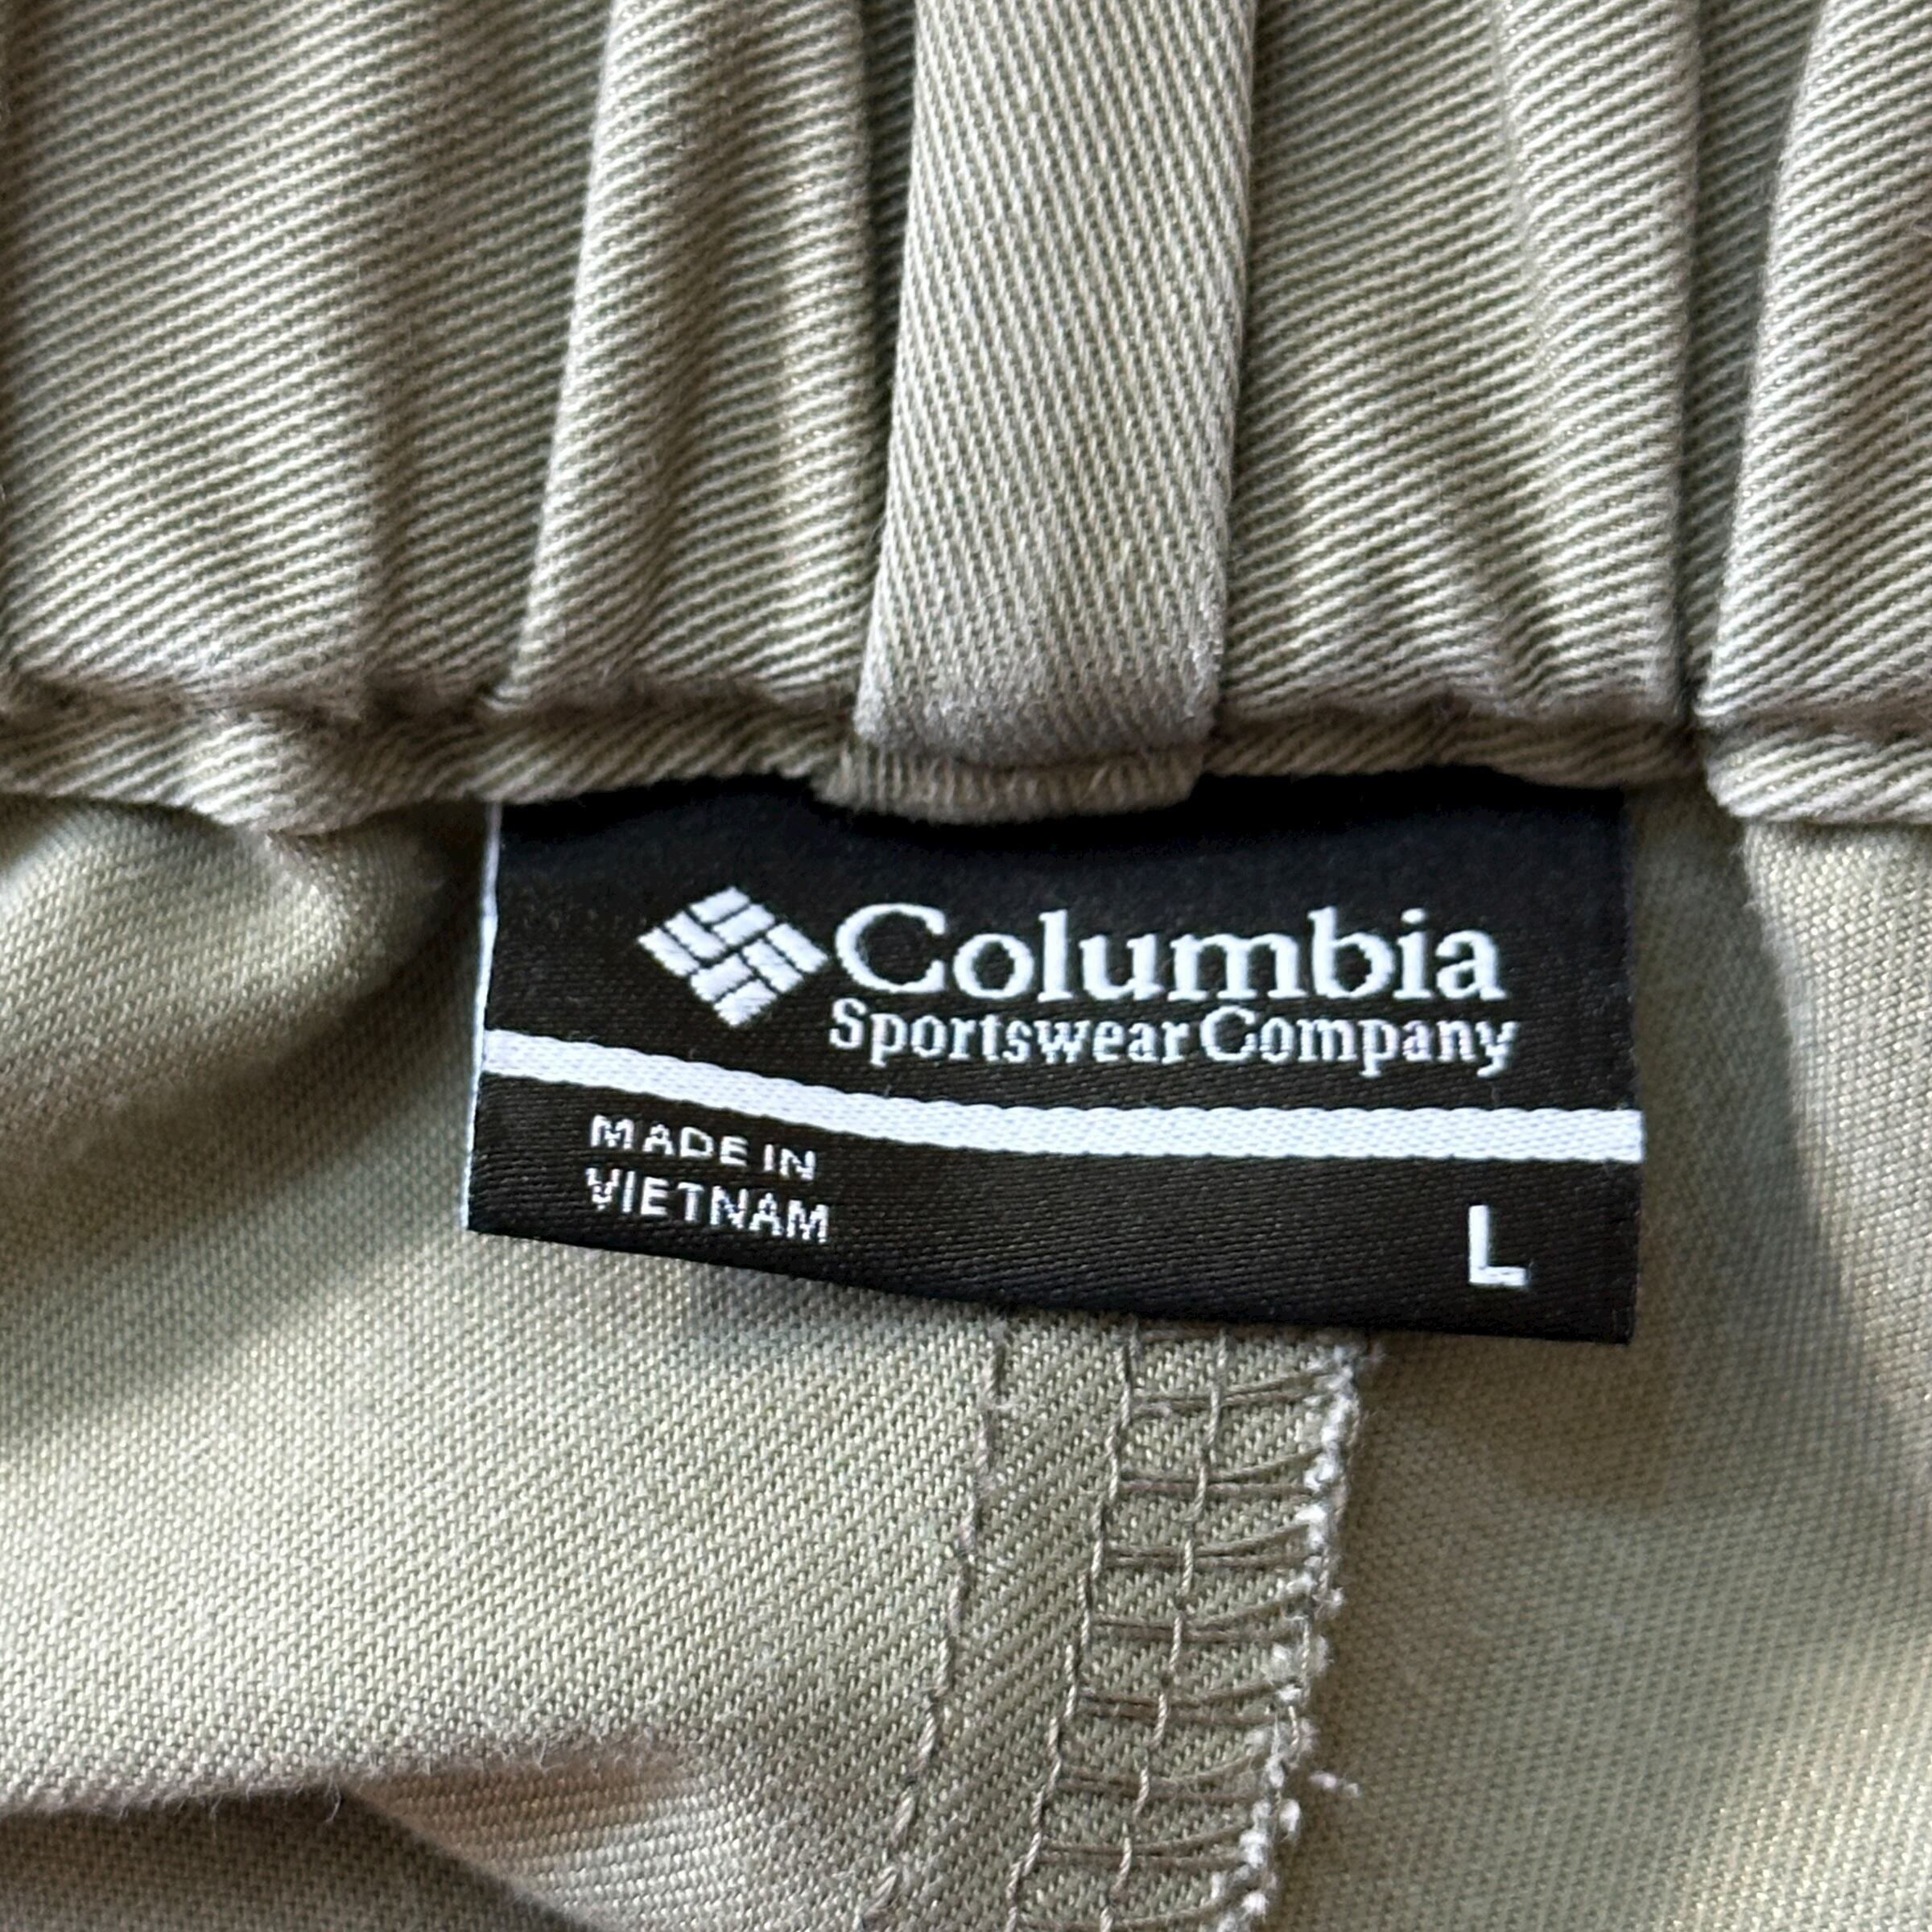 Columbia
Sportswear Company
MADE IN
VIETNAM
L